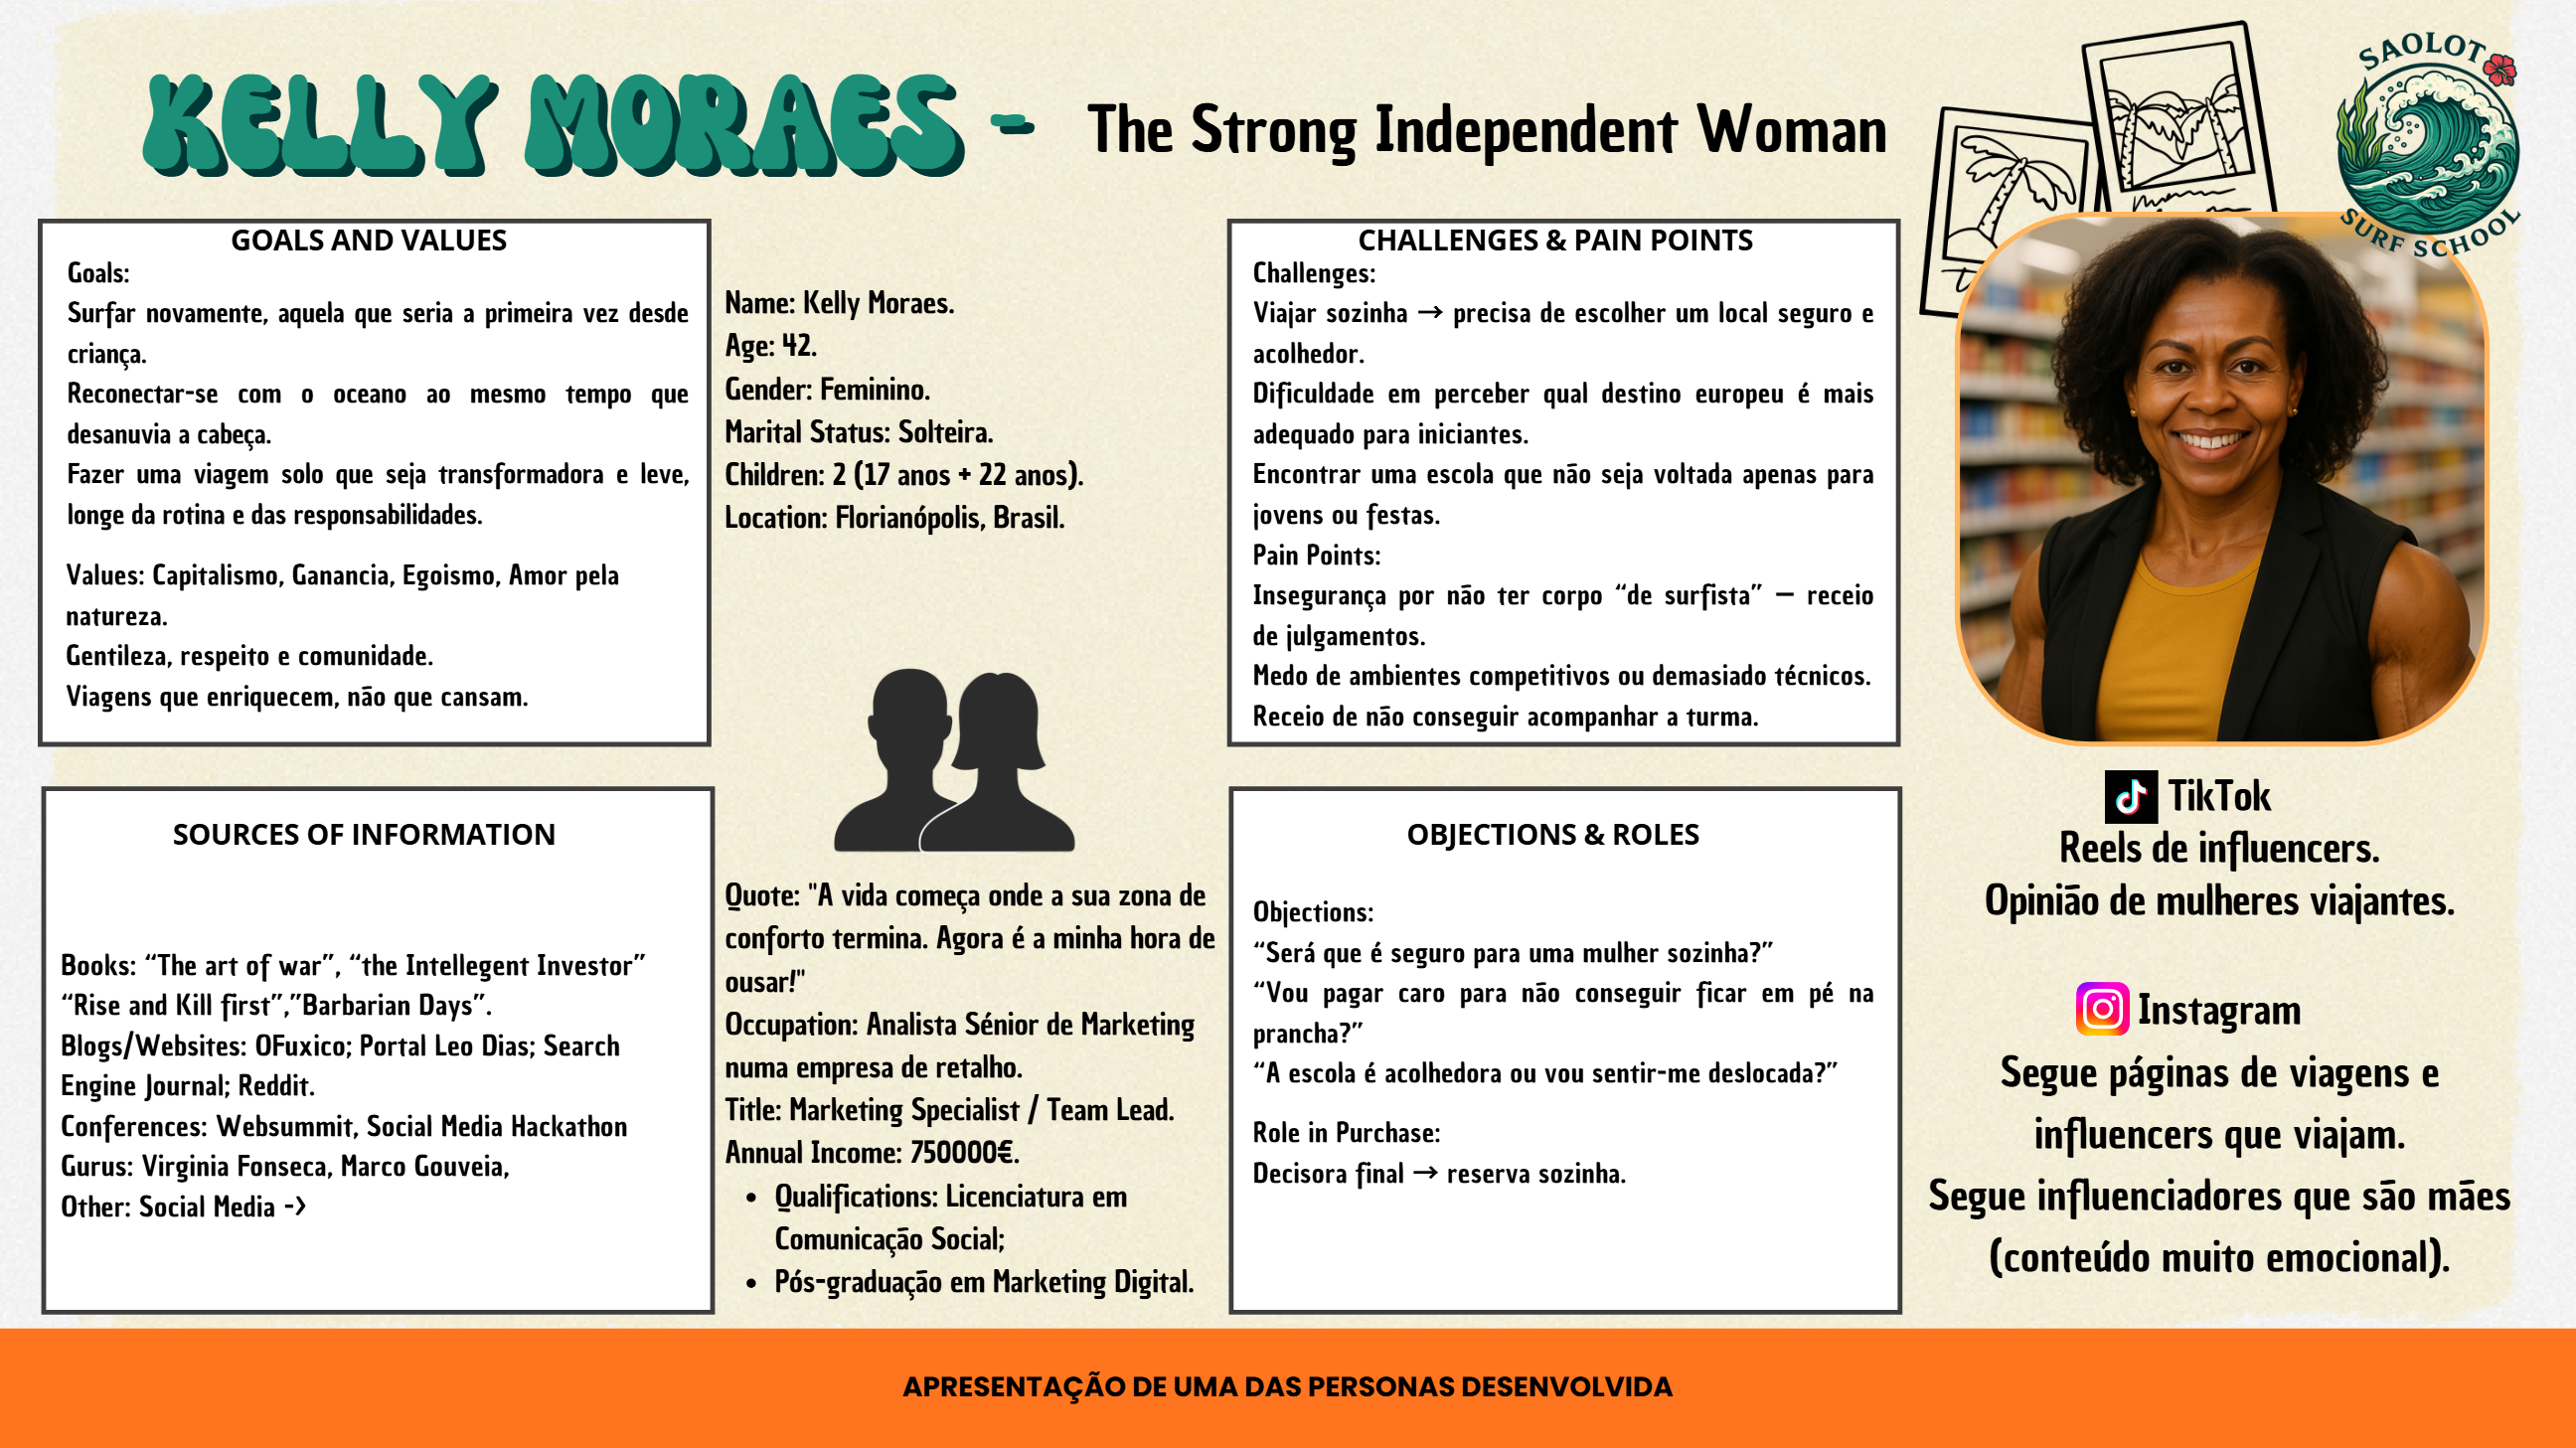 KELLY MORAES - The Strong Independent Woman
SAOLOT
SURF SCHOOL
GOALS AND VALUES
Goals:
Surfar novamente, aquela que seria a primeira vez desde
criança.
Reconectar-se com o oceano ao mesmo tempo que
desanuvia a cabeça.
Fazer uma viagem solo que seja transformadora e leve,
longe da rotina e das responsabilidades.
Values: Capitalismo, Ganancia, Egoismo, Amor pela
natureza.
Gentileza, respeito e comunidade.
Viagens que enriquecem, não que cansam.
Name: Kelly Moraes.
Age: 42.
Gender: Feminino.
Marital Status: Solteira.
Children: 2 (17 anos + 22 anos).
Location: Florianópolis, Brasil.
CHALLENGES & PAIN POINTS
Challenges:
Viajar sozinha → precisa de escolher um local seguro e
acolhedor.
Dificuldade em perceber qual destino europeu é mais
adequado para iniciantes.
Encontrar uma escola que não seja voltada apenas para
jovens ou festas.
Pain Points:
Insegurança por não ter corpo “de surfista” — receio
de julgamentos.
Medo de ambientes competitivos ou demasiado técnicos.
Receio de não conseguir acompanhar a turma.
SOURCES OF INFORMATION
Books: “The art of war”, “the Intellegent Investor”
“Rise and Kill first”,”Barbarian Days”.
Blogs/Websites: OFuxico; Portal Leo Dias; Search
Engine Journal; Reddit.
Conferences: Websummit, Social Media Hackathon
Gurus: Virginia Fonseca, Marco Gouveia,
Other: Social Media ->
Quote: "A vida começa onde a sua zona de
conforto termina. Agora é a minha hora de
ousar!"
Occupation: Analista Sénior de Marketing
numa empresa de retalho.
Title: Marketing Specialist / Team Lead.
Annual Income: 750000€.
• Qualifications: Licenciatura em
Comunicação Social;
• Pós-graduação em Marketing Digital.
OBJECTIONS & ROLES
Objections:
“Será que é seguro para uma mulher sozinha?”
“Vou pagar caro para não conseguir ficar em pé na
prancha?”
“A escola é acolhedora ou vou sentir-me deslocada?”
Role in Purchase:
Decisora final → reserva sozinha.
TikTok
Reels de influencers.
Opinião de mulheres viajantes.
Instagram
Segue páginas de viagens e
influencers que viajam.
Segue influenciadores que são mães
(conteúdo muito emocional).
APRESENTAÇÃO DE UMA DAS PERSONAS DESENVOLVIDA